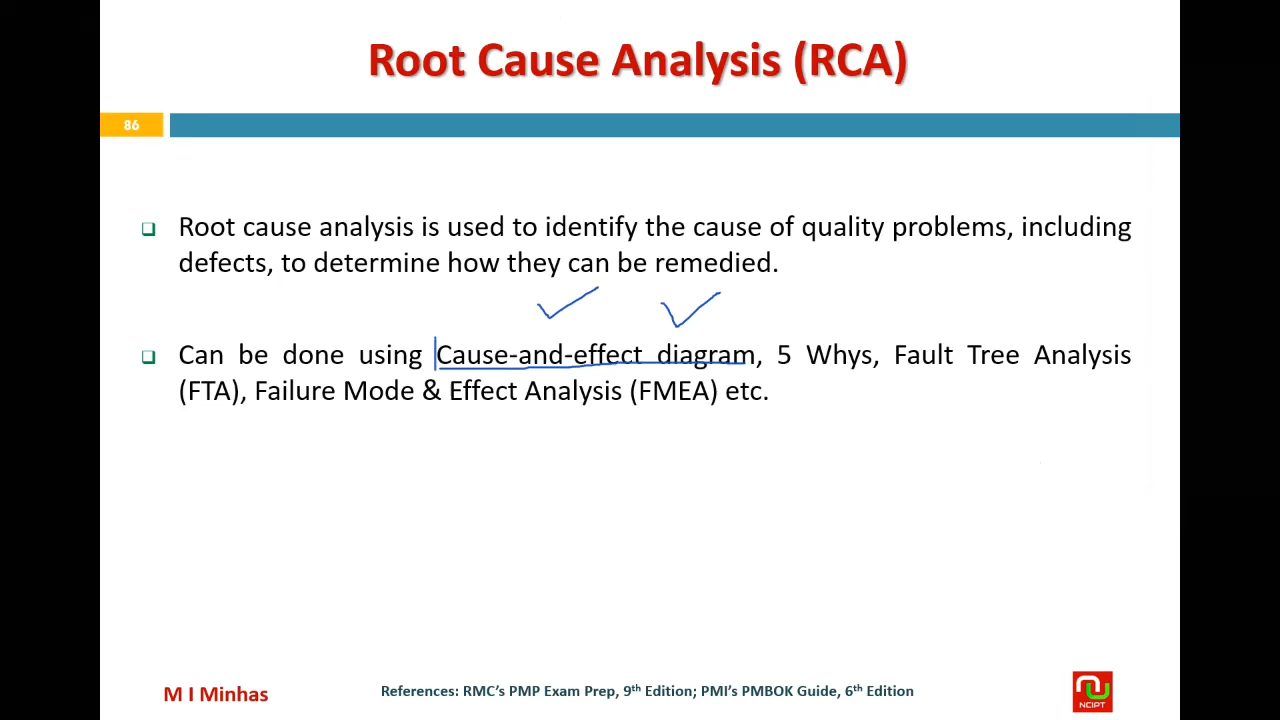 Root Cause Analysis (RCA)
86
Root cause analysis is used to identify the cause of quality problems, including
defects, to determine how they can be remedied.
Can be done using Cause-and-effect diagram, 5 Whys, Fault Tree Analysis
(FTA), Failure Mode & Effect Analysis (FMEA) etc.
M I Minhas
References: RMC's PMP Exam Prep, 9th Edition; PMI's PMBOK Guide, 6th Edition
NCIPT